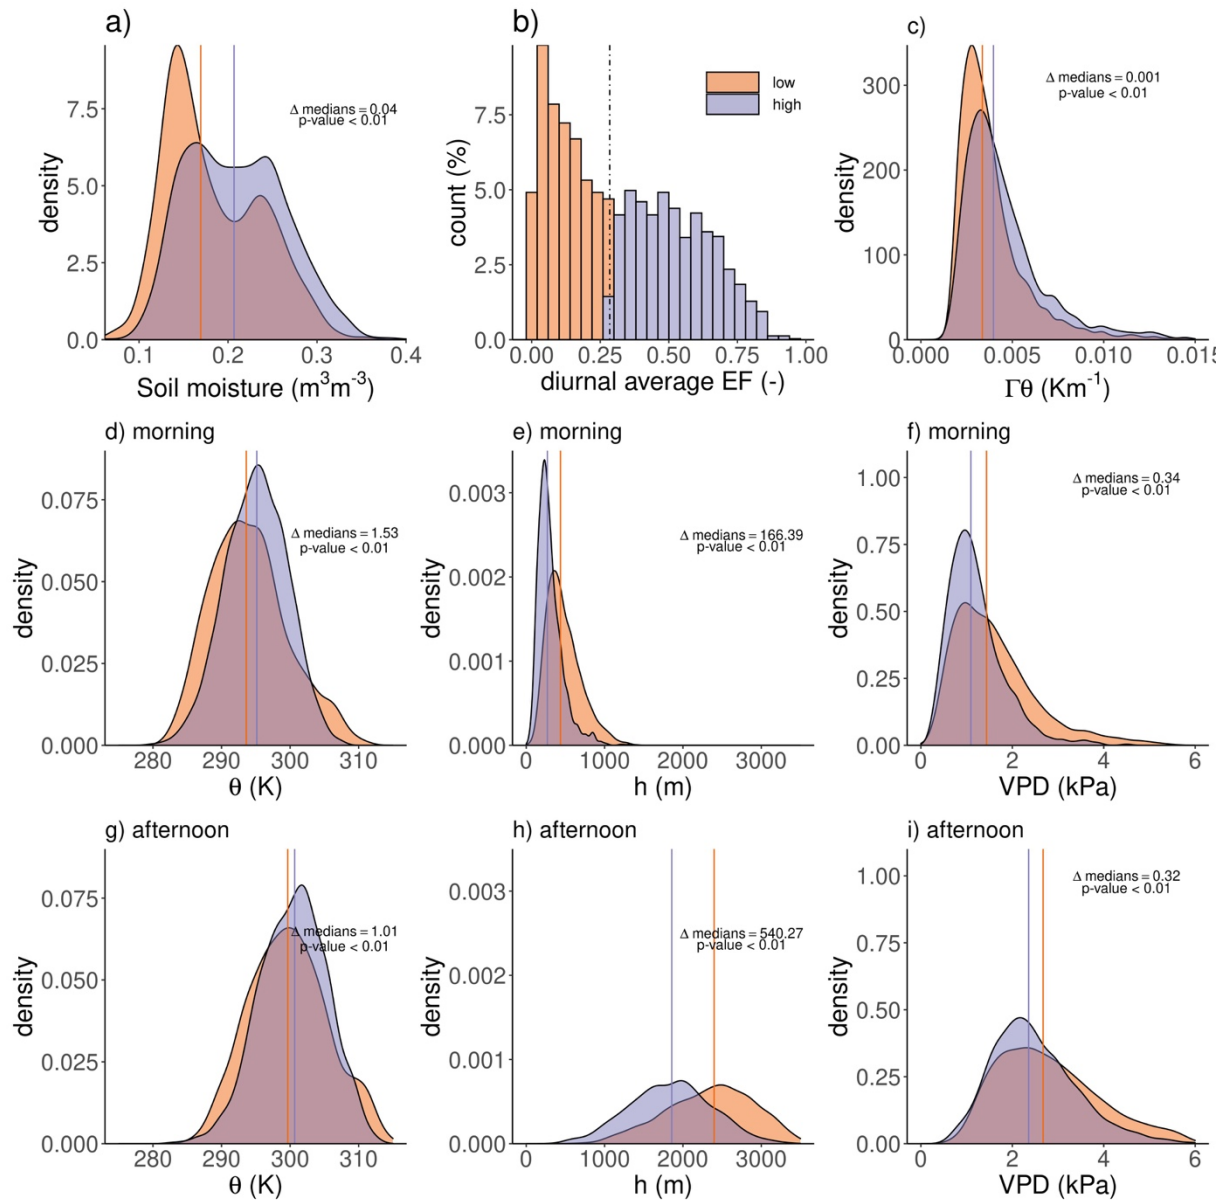 a)
Δ medians = 0.04
p-value < 0.01
density
7.5
5.0
2.5
0.0
0.1
0.2
0.3
0.4
Soil moisture (m³m⁻³)
b)
low
high
count (%)
7.5
5.0
2.5
0.0
0.00
0.25
0.50
0.75
1.00
diurnal average EF (-)
c)
Δ medians = 0.001
p-value < 0.01
density
300
200
100
0
0.000
0.005
0.010
0.015
Γθ (Km⁻¹)
d) morning
Δ medians = 1.53
p-value < 0.01
density
0.075
0.050
0.025
0.000
280
290
300
310
θ (K)
e) morning
Δ medians = 166.39
p-value < 0.01
density
0.003
0.002
0.001
0.000
0
1000
2000
3000
h (m)
f) morning
Δ medians = 0.34
p-value < 0.01
density
1.00
0.75
0.50
0.25
0.00
0
2
4
6
VPD (kPa)
g) afternoon
Δ medians = 1.01
p-value < 0.01
density
0.075
0.050
0.025
0.000
280
290
300
310
θ (K)
h) afternoon
Δ medians = 540.27
p-value < 0.01
density
0.003
0.002
0.001
0.000
0
1000
2000
3000
h (m)
i) afternoon
Δ medians = 0.32
p-value < 0.01
density
1.00
0.75
0.50
0.25
0.00
0
2
4
6
VPD (kPa)